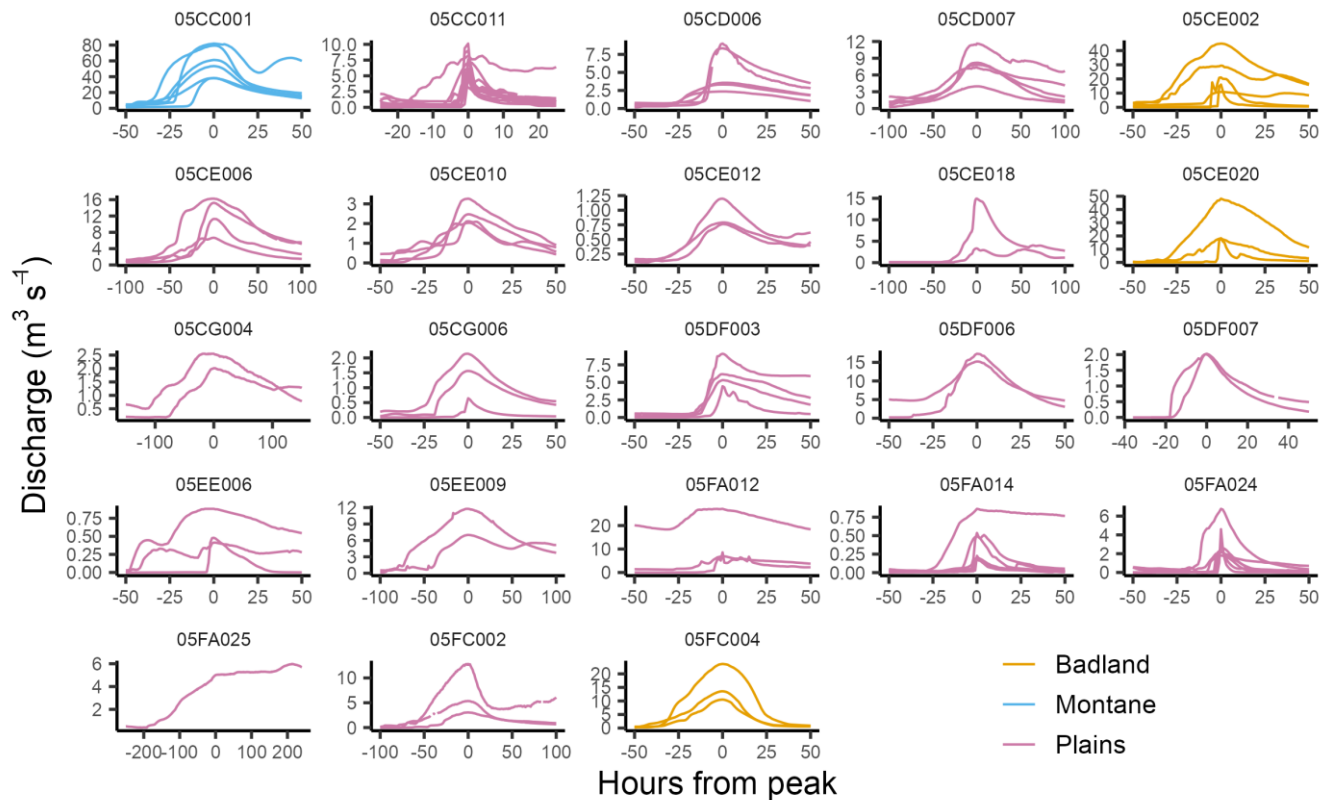 Discharge (m³ s⁻¹)
05CC001 05CC011 05CD006 05CD007 05CE002
80 60 40 20 0 10.0 7.5 5.0 2.5 0.0 7.5 5.0 2.5 0.0 12 9 6 3 0 40 30 20 10 0
-50 -25 0 25 50 -20 -10 0 10 20 -50 -25 0 25 50 -100 -50 0 50 100 -50 -25 0 25 50
05CE006 05CE010 05CE012 05CE018 05CE020
16 12 8 4 0 3 2 1 0 1.25 1.00 0.75 0.50 0.25 15 10 5 0 50 40 30 20 10 0
-100 -50 0 50 100 -50 -25 0 25 50 -50 -25 0 25 50 -100 -50 0 50 100 -50 -25 0 25 50
05CG004 05CG006 05DF003 05DF006 05DF007
2.5 2.0 1.5 1.0 0.5 2.0 1.5 1.0 0.5 0.0 7.5 5.0 2.5 0.0 15 10 5 0 2.0 1.5 1.0 0.5 0.0
-100 0 100 -50 -25 0 25 50 -50 -25 0 25 50 -50 -25 0 25 50 -40 -20 0 20 40
05EE006 05EE009 05FA012 05FA014 05FA024
0.75 0.50 0.25 0.00 12 9 6 3 0 20 10 0 0.75 0.50 0.25 0.00 6 4 2 0
-50 -25 0 25 50 -100 -50 0 50 100 -50 -25 0 25 50 -50 -25 0 25 50 -50 -25 0 25 50
05FA025 05FC002 05FC004
6 4 2 10 5 0 20 15 10 5 0
-200 -100 0 100 200 -100 -50 0 50 100 -50 -25 0 25 50
Badland
Montane
Plains
Hours from peak